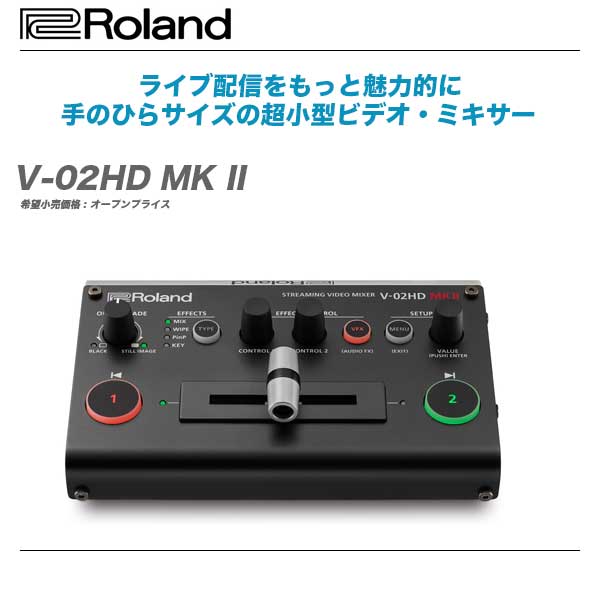 Roland
ライブ配信をもっと魅力的に
手のひらサイズの超小型ビデオ・ミキサー
V-02HD MK II
希望小売価格：オープンプライス
Roland
Roland
STREAMING VIDEO MIXER V-02HD MKII
EFFECTS
SETUP
MIX
WIPE
PinP
KEY
TYPE
VFX
MENU
BLACK
STILL IMAGE
CONTROL
CONTROL 2
(AUDIO FX)
(EXIT)
VALUE
(PUSH) ENTER
1
2